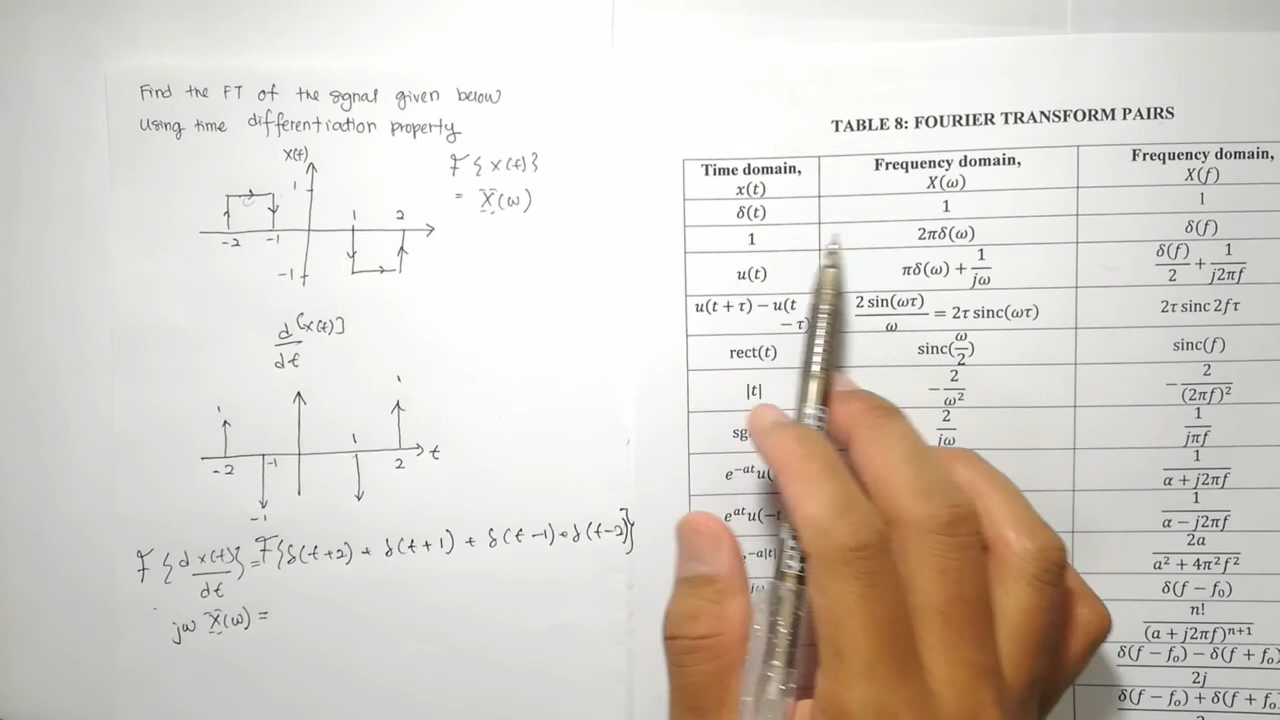 Find the FT of the signal given below
Using time differentiation property
x(t)
1
-2 -1 1 2
-1
F { x(t) }
= X(ω)
d/dt [x(t)]
-2 -1 1 2 t
-1
F { d x(t) / dt } = F { δ(t+2) + δ(t+1) + δ(t-1) + δ(t-2) }
jω X(ω) =
TABLE 8: FOURIER TRANSFORM PAIRS
Time domain, x(t) Frequency domain, X(ω) Frequency domain, X(f)
δ(t) 1 1
1 2πδ(ω) δ(f)
u(t) πδ(ω) + 1/jω δ(f)/2 + 1/j2πf
u(t + τ) − u(t − τ) 2 sin(ωτ)/ω = 2τ sinc(ωτ) 2τ sinc 2fτ
rect(t) sinc(ω/2) sinc(f)
|t| −2/ω² −2/(2πf)²
sg 2/jω 1/jπf
e^−at u( 1/(α + j2πf)
e^at u(−t 1/(α − j2πf)
e^−a|t| 2a/(a² + 4π²f²)
δ(f − f₀)
n!/(a + j2πf)ⁿ⁺¹
δ(f − f₀) − δ(f + f₀)/2j
δ(f − f₀) + δ(f + f₀)